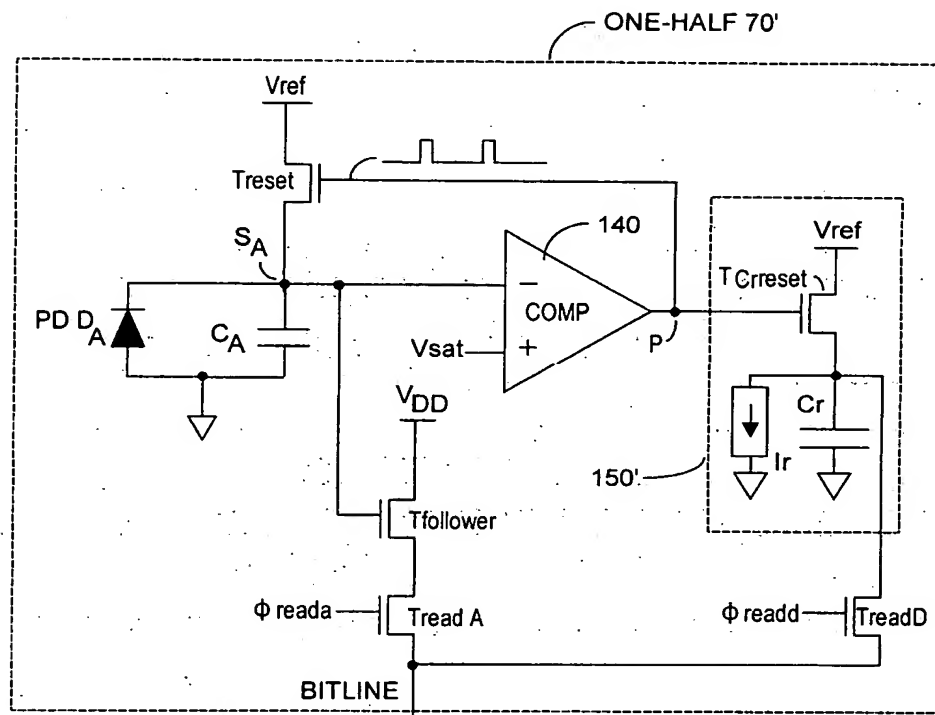 ONE-HALF 70'
Vref
Treset
SA
140
Vref
TCrreset
COMP
−
+
P
PD DA
CA
Vsat
VDD
Cr
Ir
150'
Tfollower
Φ reada
Tread A
Φ readd
TreadD
BITLINE